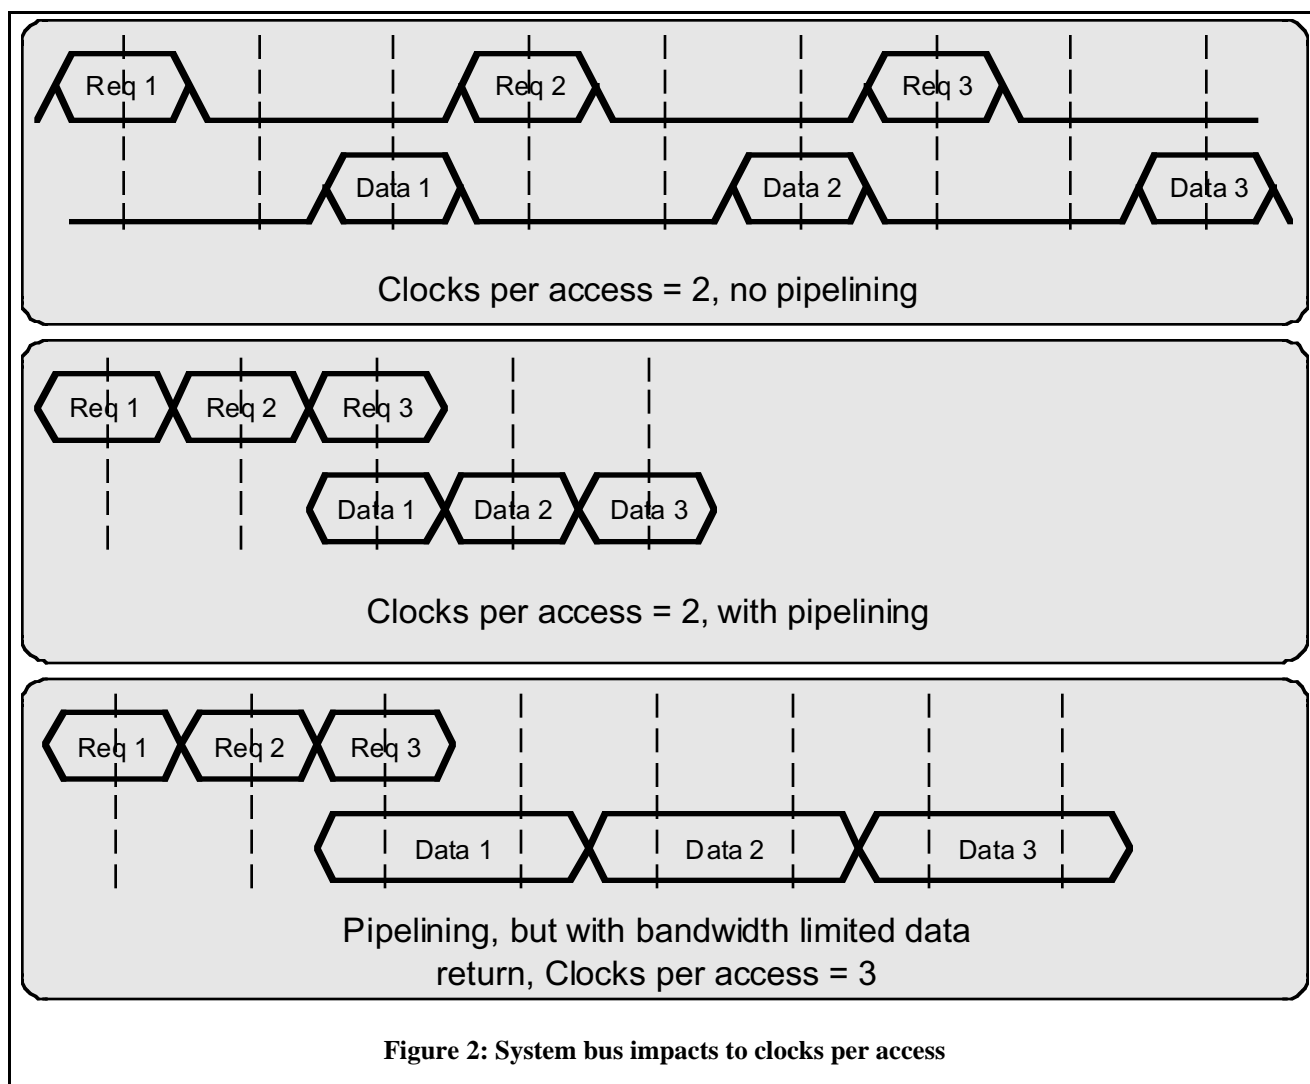 Req 1
Req 2
Req 3
Data 1
Data 2
Data 3
Clocks per access = 2, no pipelining
Req 1
Req 2
Req 3
Data 1
Data 2
Data 3
Clocks per access = 2, with pipelining
Req 1
Req 2
Req 3
Data 1
Data 2
Data 3
Pipelining, but with bandwidth limited data
return, Clocks per access = 3
Figure 2: System bus impacts to clocks per access